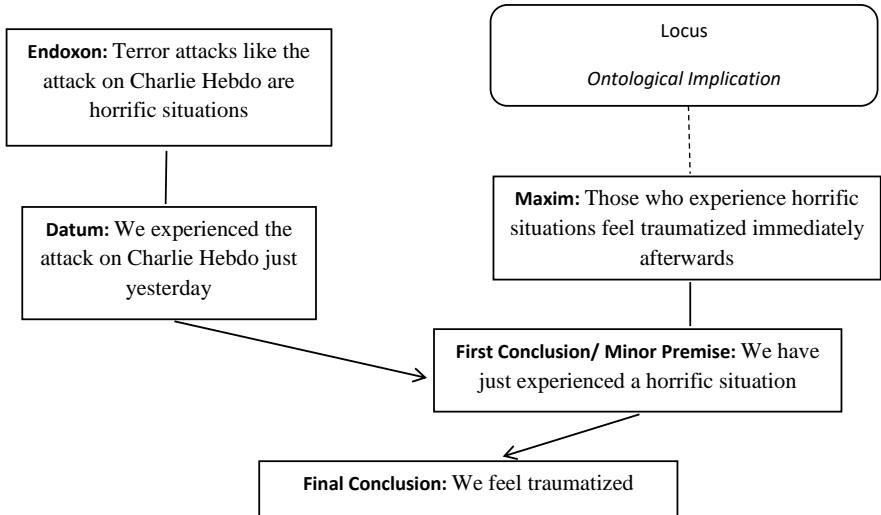 Endoxon: Terror attacks like the
attack on Charlie Hebdo are
horrific situations
Locus
Ontological Implication
Datum: We experienced the
attack on Charlie Hebdo just
yesterday
Maxim: Those who experience horrific
situations feel traumatized immediately
afterwards
First Conclusion/ Minor Premise: We have
just experienced a horrific situation
Final Conclusion: We feel traumatized